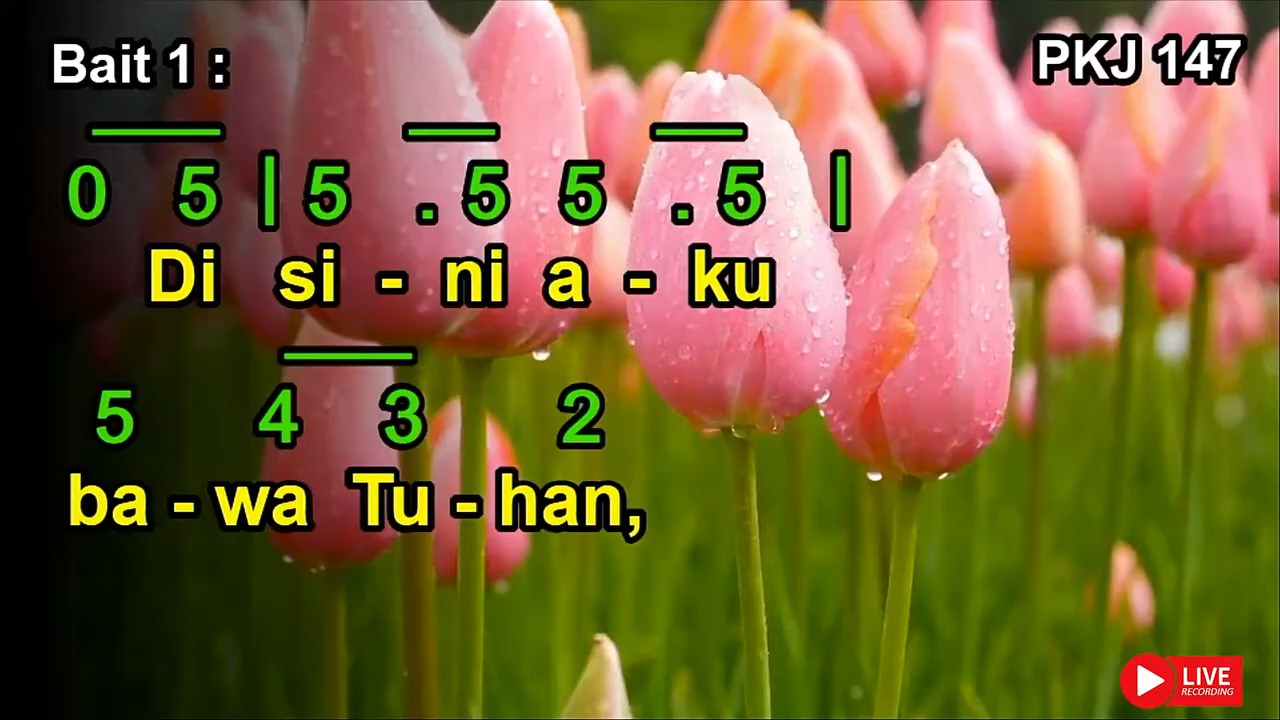 Bait 1 :
PKJ 147
0 5 | 5 . 5 5 . 5 |
Di si - ni a - ku
5 4 3 2
ba - wa Tu - han,
LIVE
RECORDING